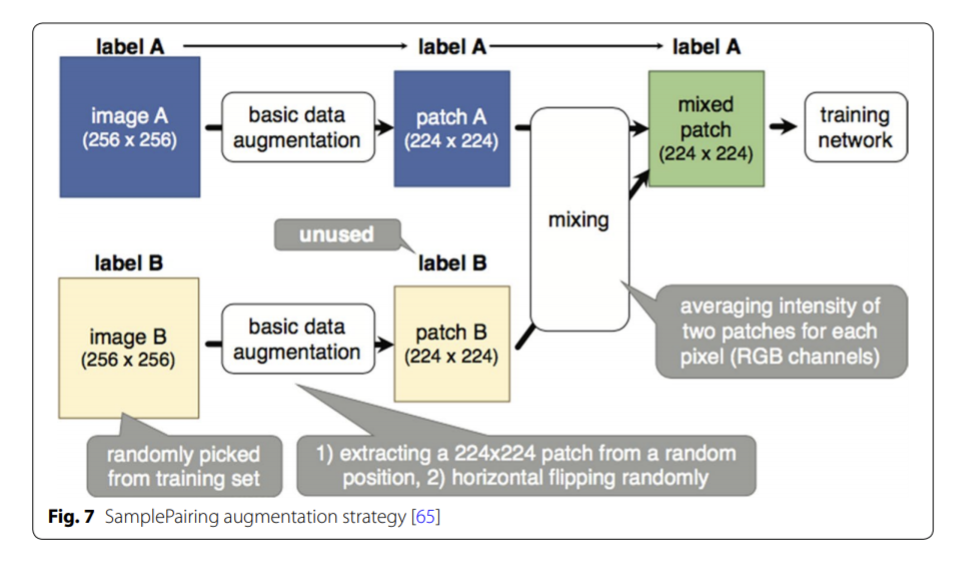 label A
label A
label A
image A
(256 x 256)
basic data
augmentation
patch A
(224 x 224)
mixing
mixed
patch
(224 x 224)
training
network
unused
label B
label B
image B
(256 x 256)
basic data
augmentation
patch B
(224 x 224)
averaging intensity of
two patches for each
pixel (RGB channels)
randomly picked
from training set
1) extracting a 224x224 patch from a random
position, 2) horizontal flipping randomly
Fig. 7 SamplePairing augmentation strategy [65]